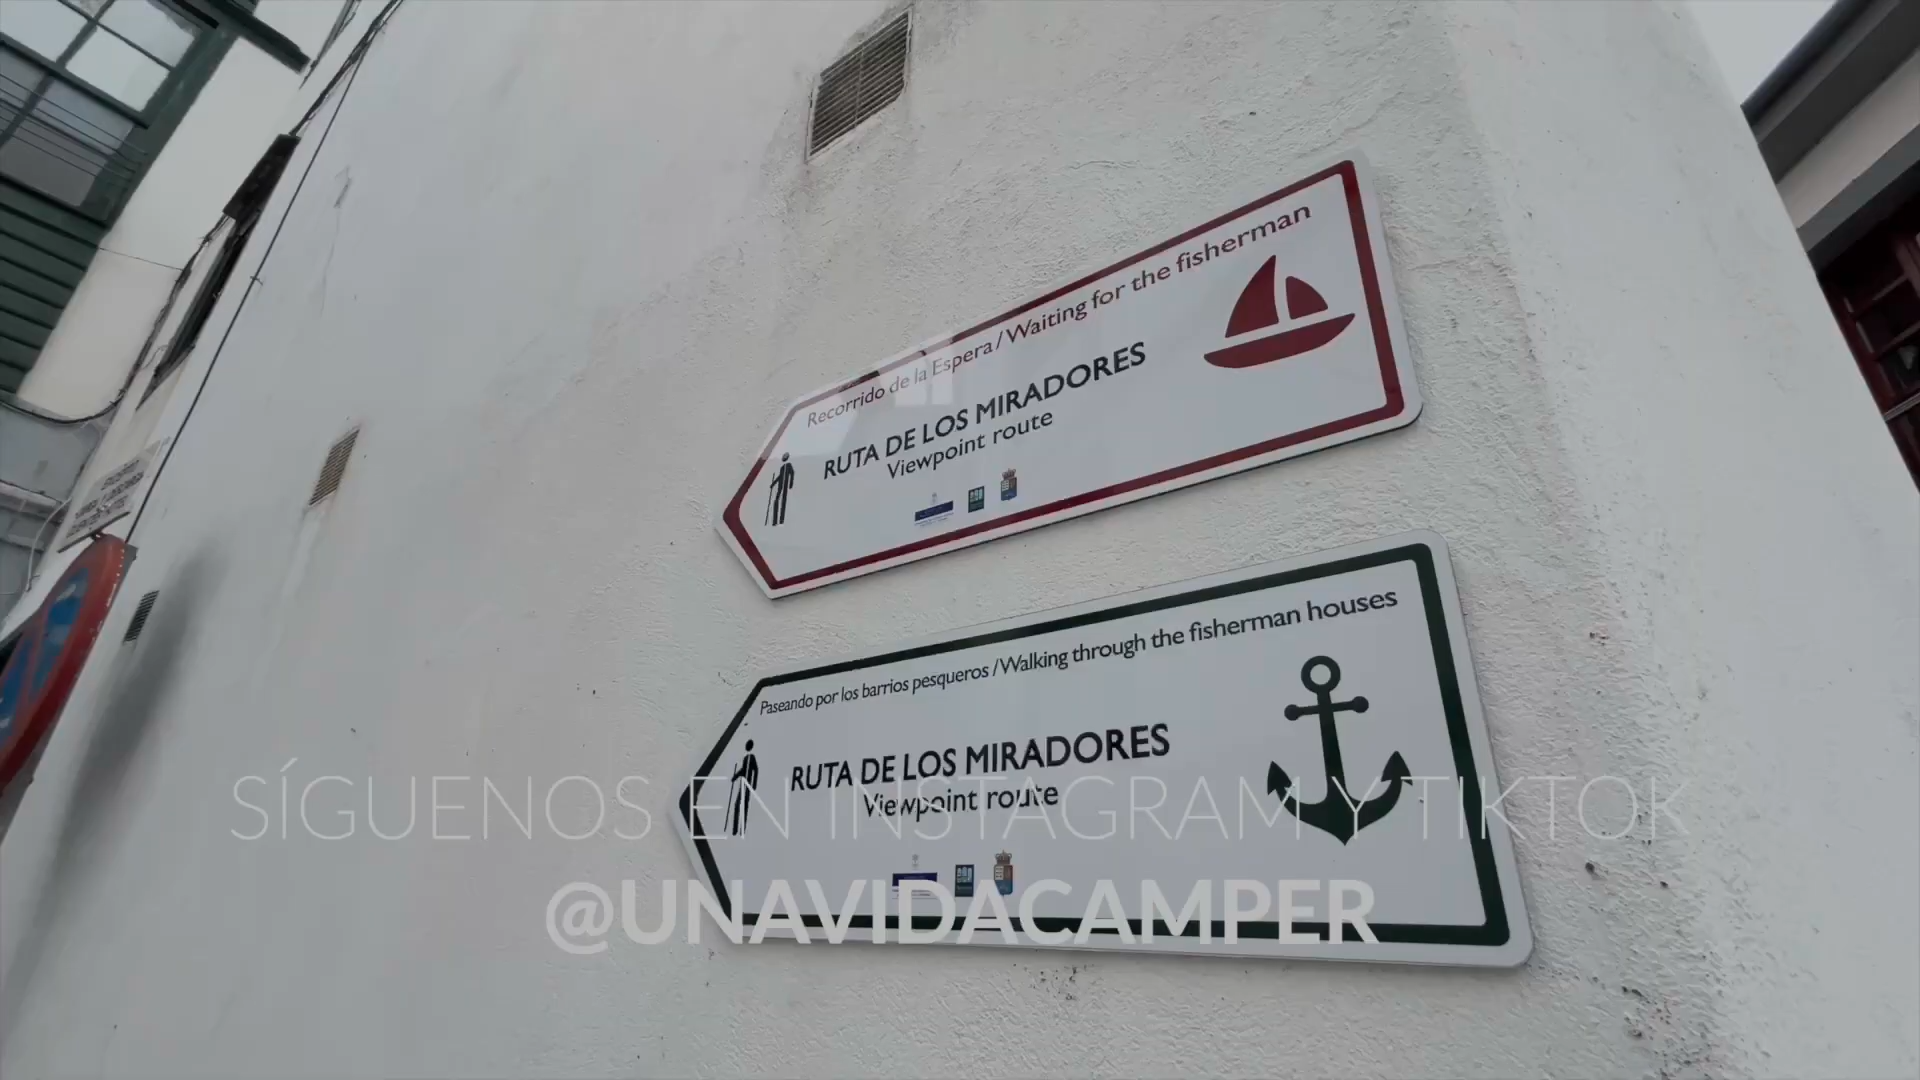 Recorrido de la Espera / Waiting for the fisherman
RUTA DE LOS MIRADORES
Viewpoint route
Paseando por los barrios pesqueros / Walking through the fisherman houses
RUTA DE LOS MIRADORES
Viewpoint route
SÍGUENOS EN INSTAGRAM Y TIKTOK
@UNAVIDACAMPER